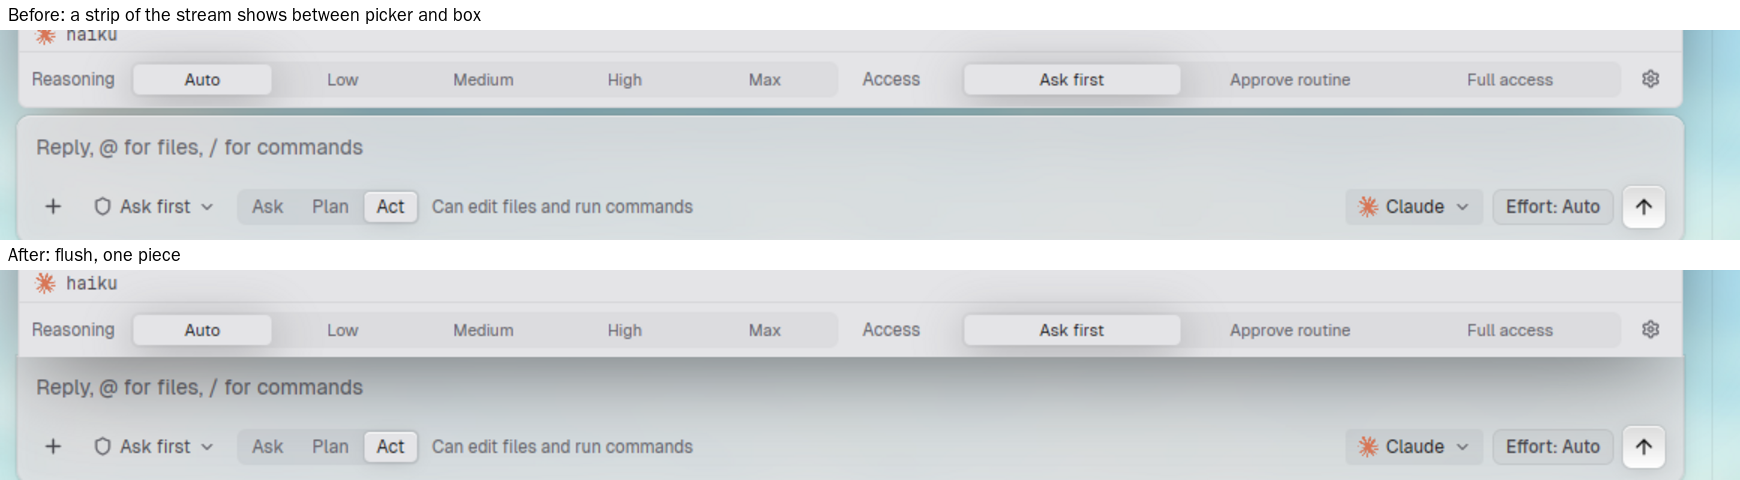 Before: a strip of the stream shows between picker and box
haiku
Reasoning Auto Low Medium High Max Access Ask first Approve routine Full access
Reply, @ for files, / for commands
Ask first Ask Plan Act Can edit files and run commands Claude Effort: Auto
After: flush, one piece
haiku
Reasoning Auto Low Medium High Max Access Ask first Approve routine Full access
Reply, @ for files, / for commands
Ask first Ask Plan Act Can edit files and run commands Claude Effort: Auto